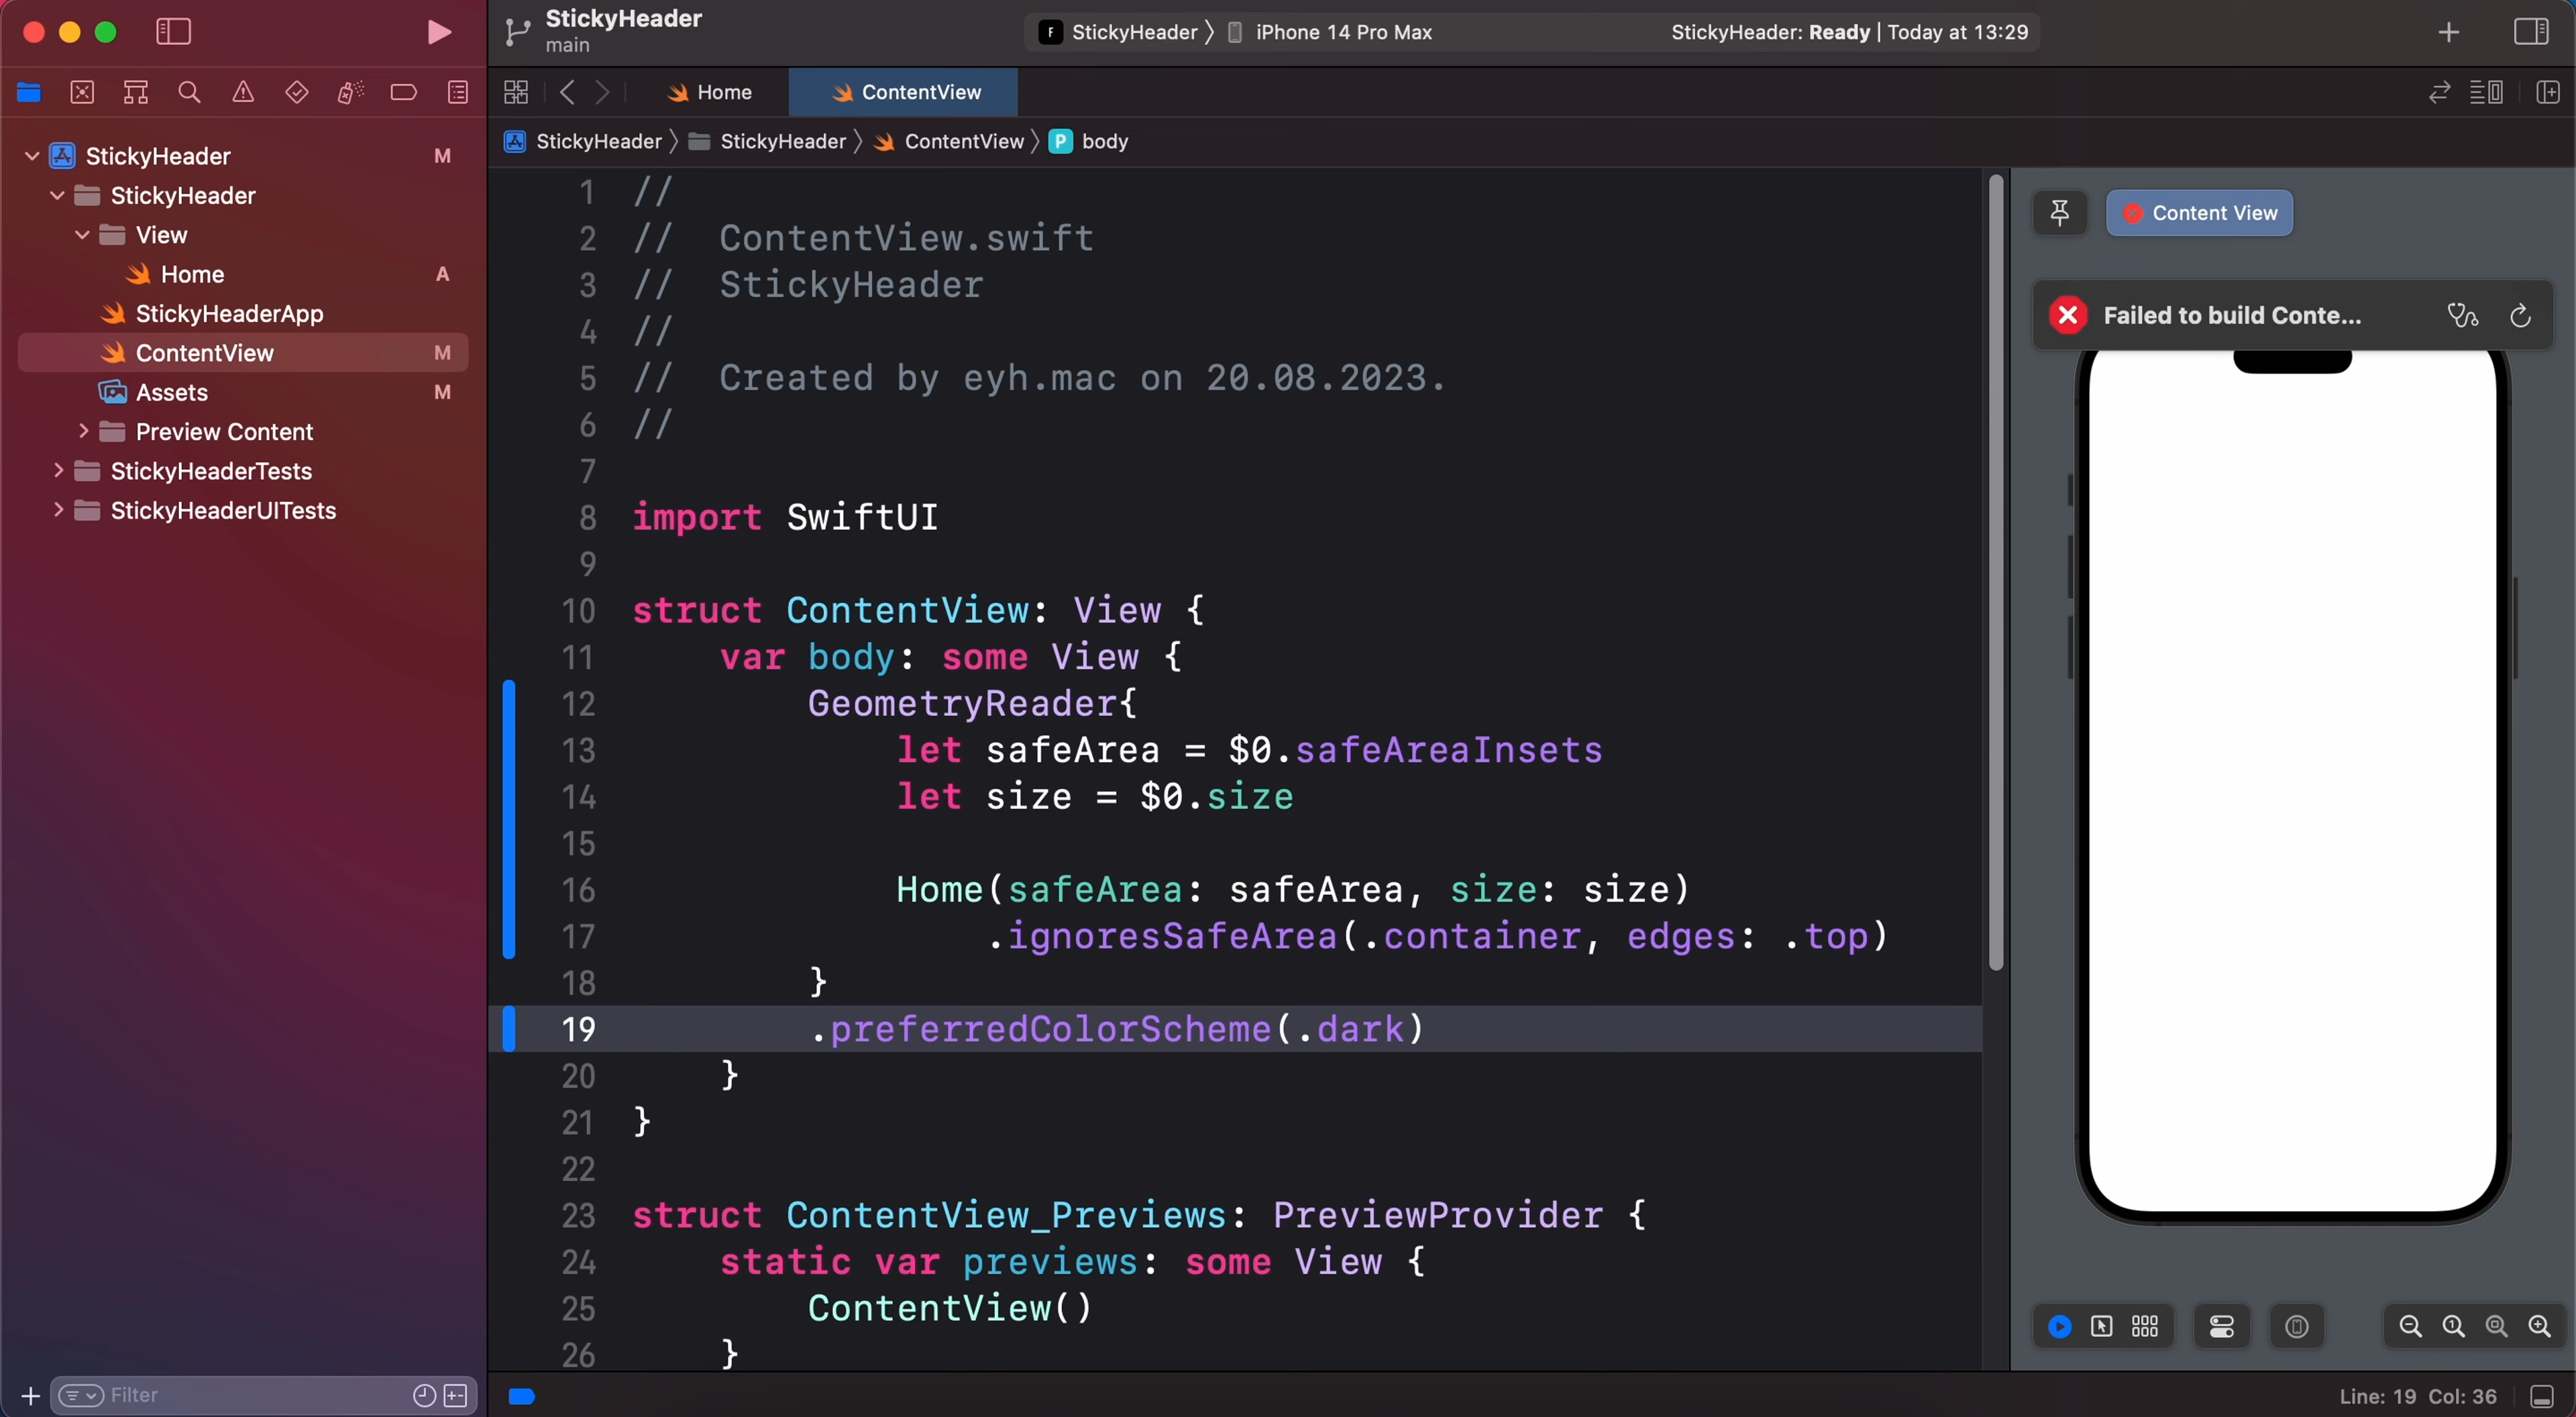 StickyHeader
main
F StickyHeader 〉 iPhone 14 Pro Max
StickyHeader: Ready | Today at 13:29
Home
ContentView
StickyHeader 〉 StickyHeader 〉 ContentView 〉 P body
StickyHeader M
StickyHeader
View
Home A
StickyHeaderApp
ContentView M
Assets M
Preview Content
StickyHeaderTests
StickyHeaderUITests
Filter
1 //
2 //  ContentView.swift
3 //  StickyHeader
4 //
5 //  Created by eyh.mac on 20.08.2023.
6 //
7
8 import SwiftUI
9
10 struct ContentView: View {
11     var body: some View {
12         GeometryReader{
13             let safeArea = $0.safeAreaInsets
14             let size = $0.size
15
16             Home(safeArea: safeArea, size: size)
17                 .ignoresSafeArea(.container, edges: .top)
18         }
19         .preferredColorScheme(.dark)
20     }
21 }
22
23 struct ContentView_Previews: PreviewProvider {
24     static var previews: some View {
25         ContentView()
26     }
Content View
Failed to build Conte...
Line: 19 Col: 36